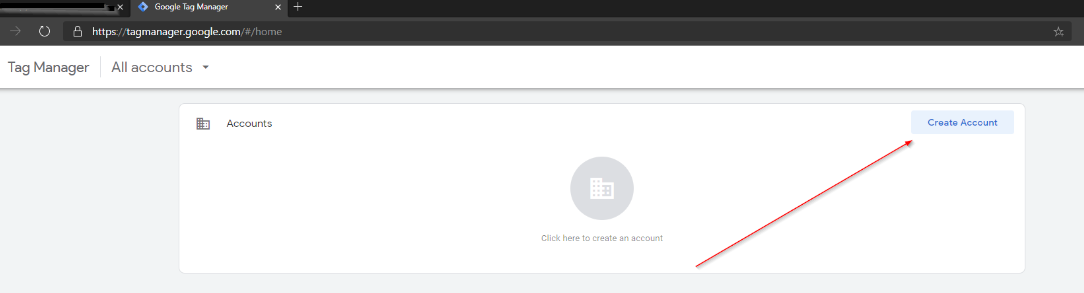 Google Tag Manager
https://tagmanager.google.com/#/home
Tag Manager All accounts
Accounts Create Account
Click here to create an account